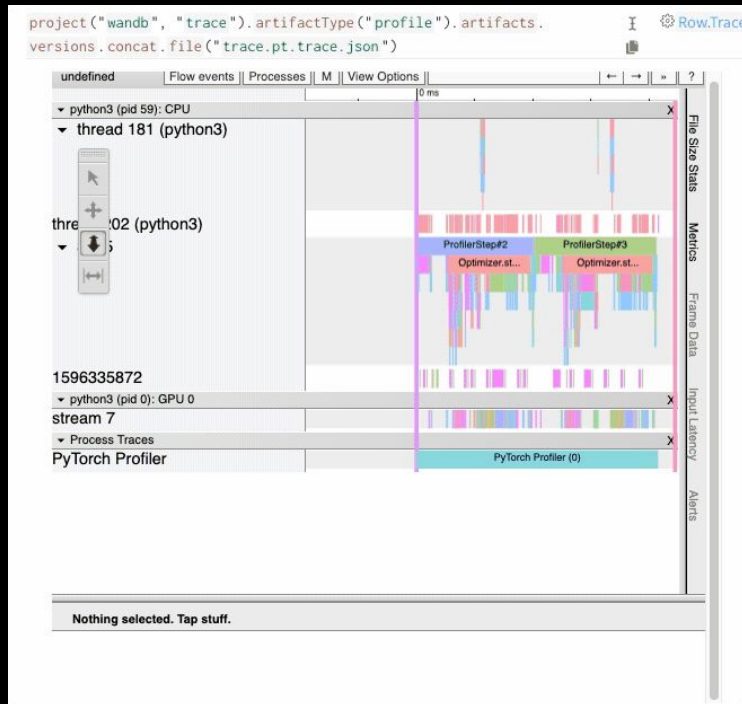 project("wandb", "trace").artifactType("profile").artifacts.
versions.concat.file("trace.pt.trace.json")
Row.Trace
undefined Flow events Processes M View Options ← → » ?
0 ms
python3 (pid 59): CPU X
thread 181 (python3)
202 (python3)
ProfilerStep#2 ProfilerStep#3
Optimizer.st... Optimizer.st...
1596335872
python3 (pid 0): GPU 0 X
stream 7
Process Traces X
PyTorch Profiler PyTorch Profiler (0)
File Size Stats
Metrics
Frame Data
Input Latency
Alerts
Nothing selected. Tap stuff.